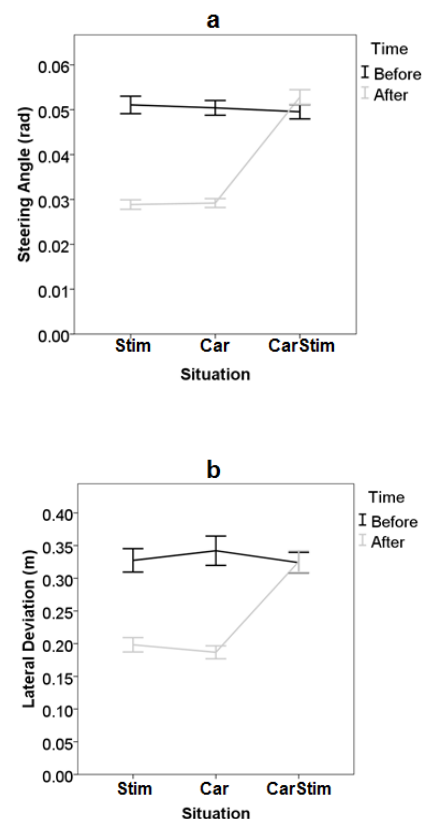 a
Time
Before
After
Steering Angle (rad)
0.06
0.05
0.04
0.03
0.02
0.01
0.00
Stim Car CarStim
Situation
b
Time
Before
After
Lateral Deviation (m)
0.40
0.35
0.30
0.20
0.15
0.10
0.05
0.00
Stim Car CarStim
Situation